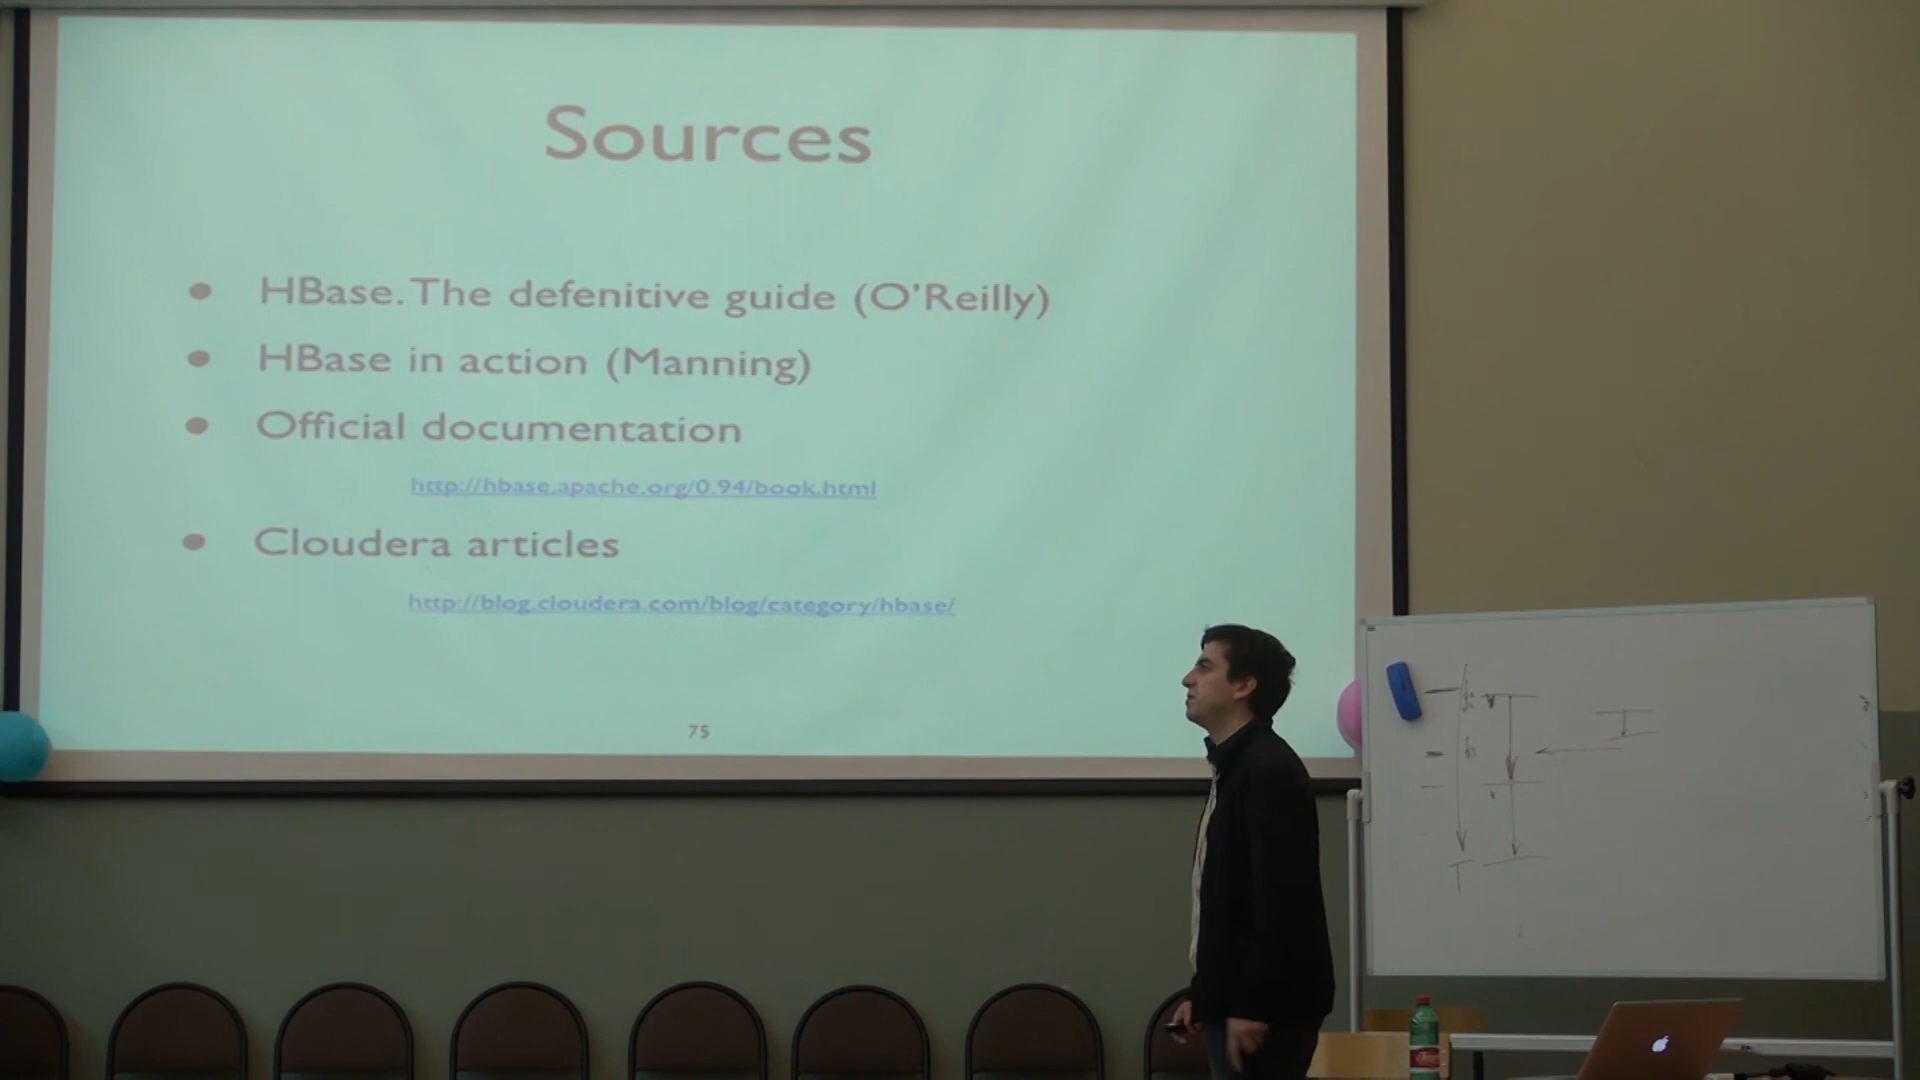 Sources
HBase. The defenitive guide (O'Reilly)
HBase in action (Manning)
Official documentation
http://hbase.apache.org/0.94/book.html
Cloudera articles
http://blog.cloudera.com/blog/category/hbase/
75